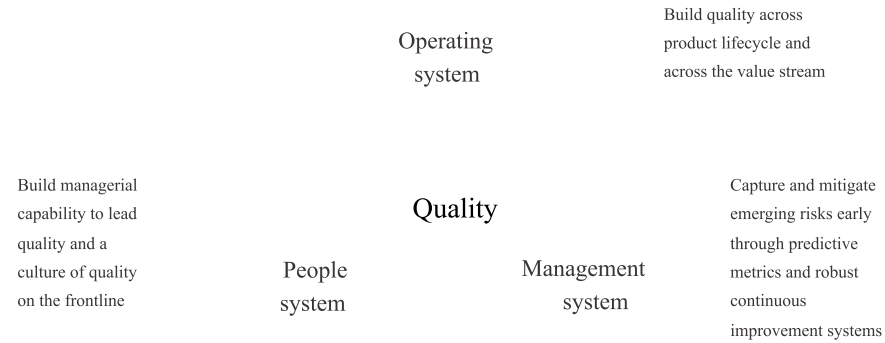 Operating
system
Build quality across
product lifecycle and
across the value stream
Build managerial
capability to lead
quality and a
culture of quality
on the frontline
Quality
People
system
Management
system
Capture and mitigate
emerging risks early
through predictive
metrics and robust
continuous
improvement systems